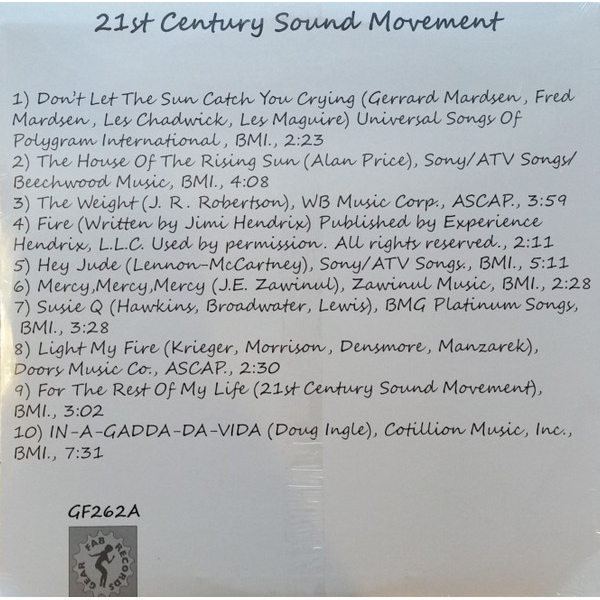 21st Century Sound Movement
1) Don't Let The Sun Catch You Crying (Gerrard Mardsen, Fred
Mardsen, Les Chadwick, Les Maguire) Universal Songs Of
Polygram International, BMI., 2:23
2) The House Of The Rising Sun (Alan Price), Sony/ATV Songs/
Beechwood Music, BMI., 4:08
3) The Weight (J. R. Robertson), WB Music Corp., ASCAP., 3:59
4) Fire (Written by Jimi Hendrix) Published by Experience
Hendrix, L.L.C. Used by permission. All rights reserved., 2:11
5) Hey Jude (Lennon-McCartney), Sony/ATV Songs., BMI., 5:11
6) Mercy,Mercy,Mercy (J.E. Zawinul), Zawinul Music, BMI., 2:28
7) Susie Q (Hawkins, Broadwater, Lewis), BMG Platinum Songs,
BMI., 3:28
8) Light My Fire (Krieger, Morrison, Densmore, Manzarek),
Doors Music Co., ASCAP., 2:30
9) For The Rest Of My Life (21st Century Sound Movement),
BMI., 3:02
10) IN-A-GADDA-DA-VIDA (Doug Ingle), Cotillion Music, Inc.,
BMI., 7:31
GF262A
GEAR FAB RECORDS